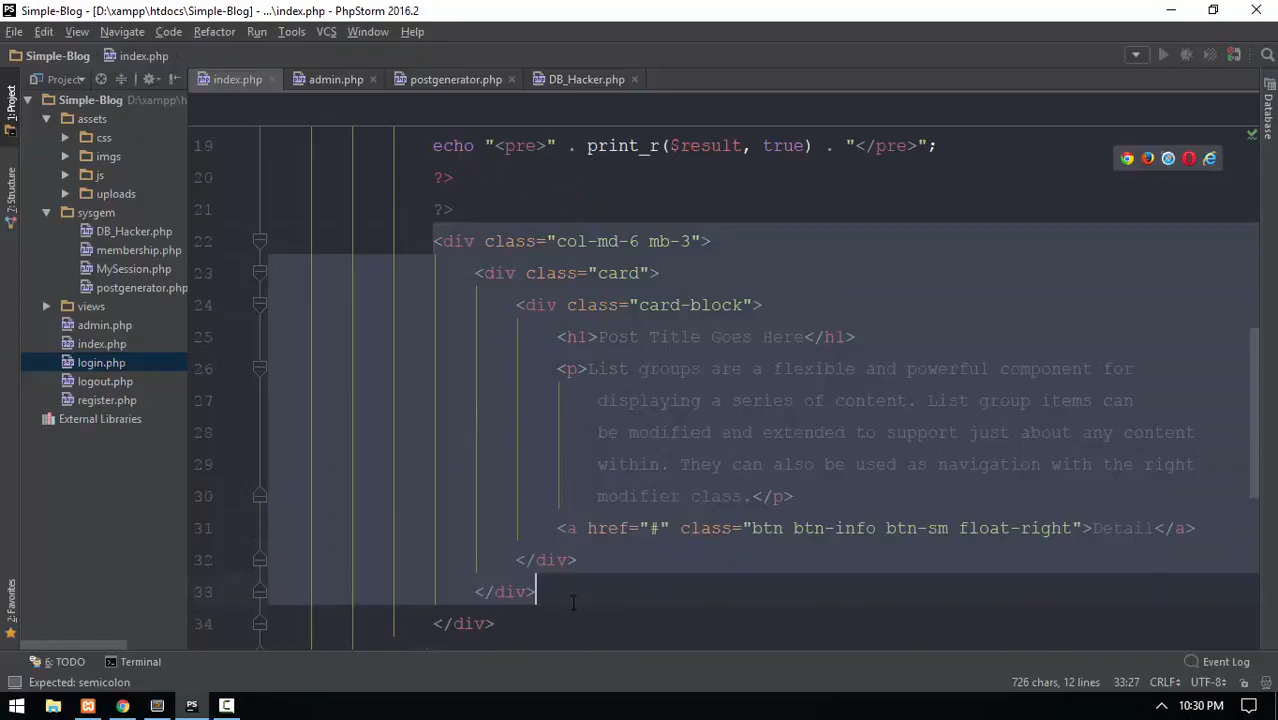 Simple-Blog [D:\xampp\htdocs\Simple-Blog] - ...\index.php - PhpStorm 2016.2
File Edit View Navigate Code Refactor Run Tools VCS Window Help
Simple-Blog index.php
Project index.php admin.php postgenerator.php DB_Hacker.php
1: Project
7: Structure
2: Favorites
Database
Simple-Blog D:\xampp\h
assets
css
imgs
js
uploads
sysgem
DB_Hacker.php
membership.php
MySession.php
postgenerator.php
views
admin.php
index.php
login.php
logout.php
register.php
External Libraries
19 echo "<pre>" . print_r($result, true) . "</pre>";
20 ?>
21 ?>
22 <div class="col-md-6 mb-3">
23 <div class="card">
24 <div class="card-block">
25 <h1>Post Title Goes Here</h1>
26 <p>List groups are a flexible and powerful component for
27 displaying a series of content. List group items can
28 be modified and extended to support just about any content
29 within. They can also be used as navigation with the right
30 modifier class.</p>
31 <a href="#" class="btn btn-info btn-sm float-right">Detail</a>
32 </div>
33 </div>
34 </div>
6: TODO Terminal Event Log
Expected: semicolon 726 chars, 12 lines 33:27 CRLF UTF-8
PS 10:30 PM